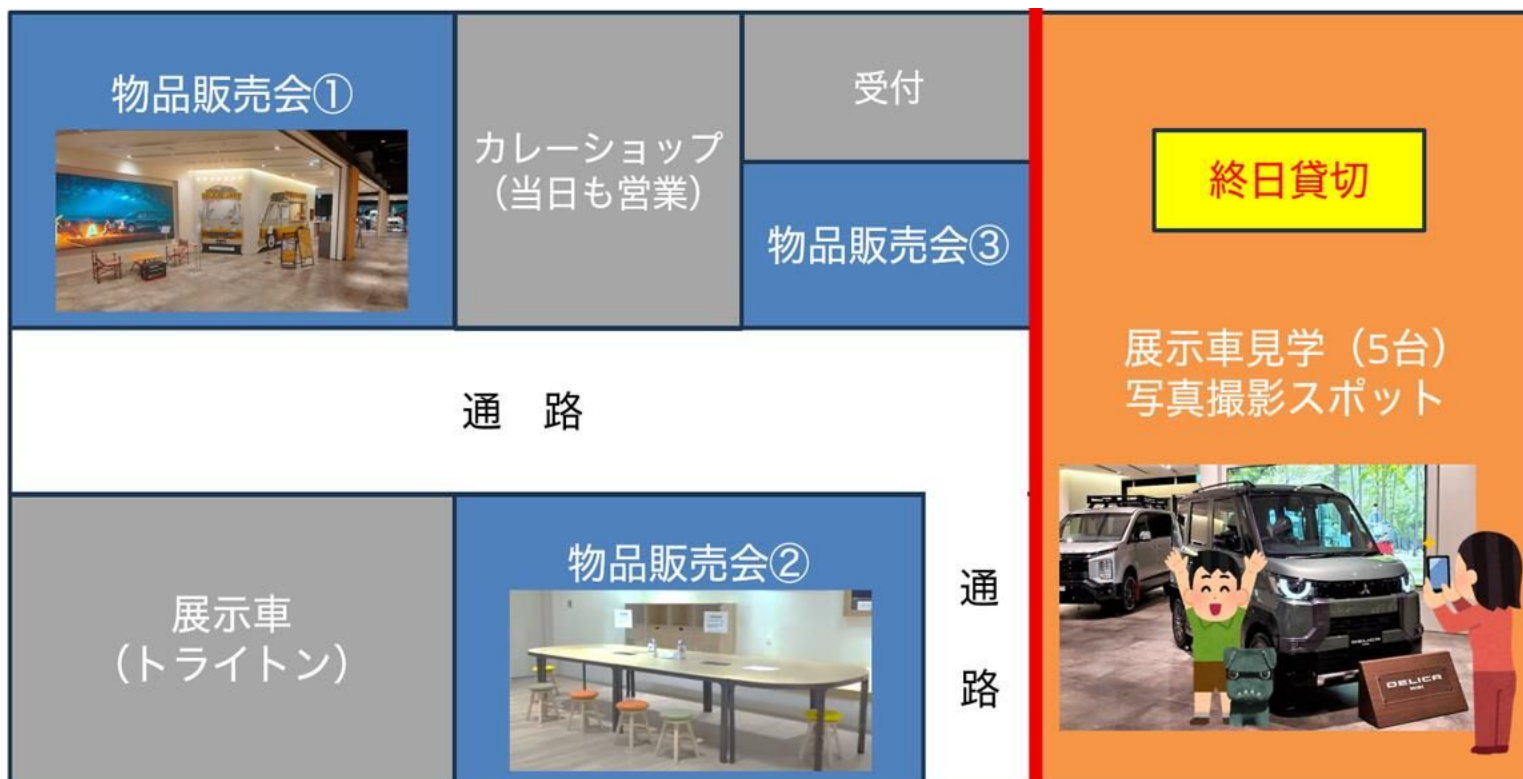 物品販売会①
カレーショップ
（当日も営業）
受付
物品販売会③
終日貸切
展示車見学（5台）
写真撮影スポット
通　路
展示車
（トライトン）
物品販売会②
通
路
DELICA
MINI